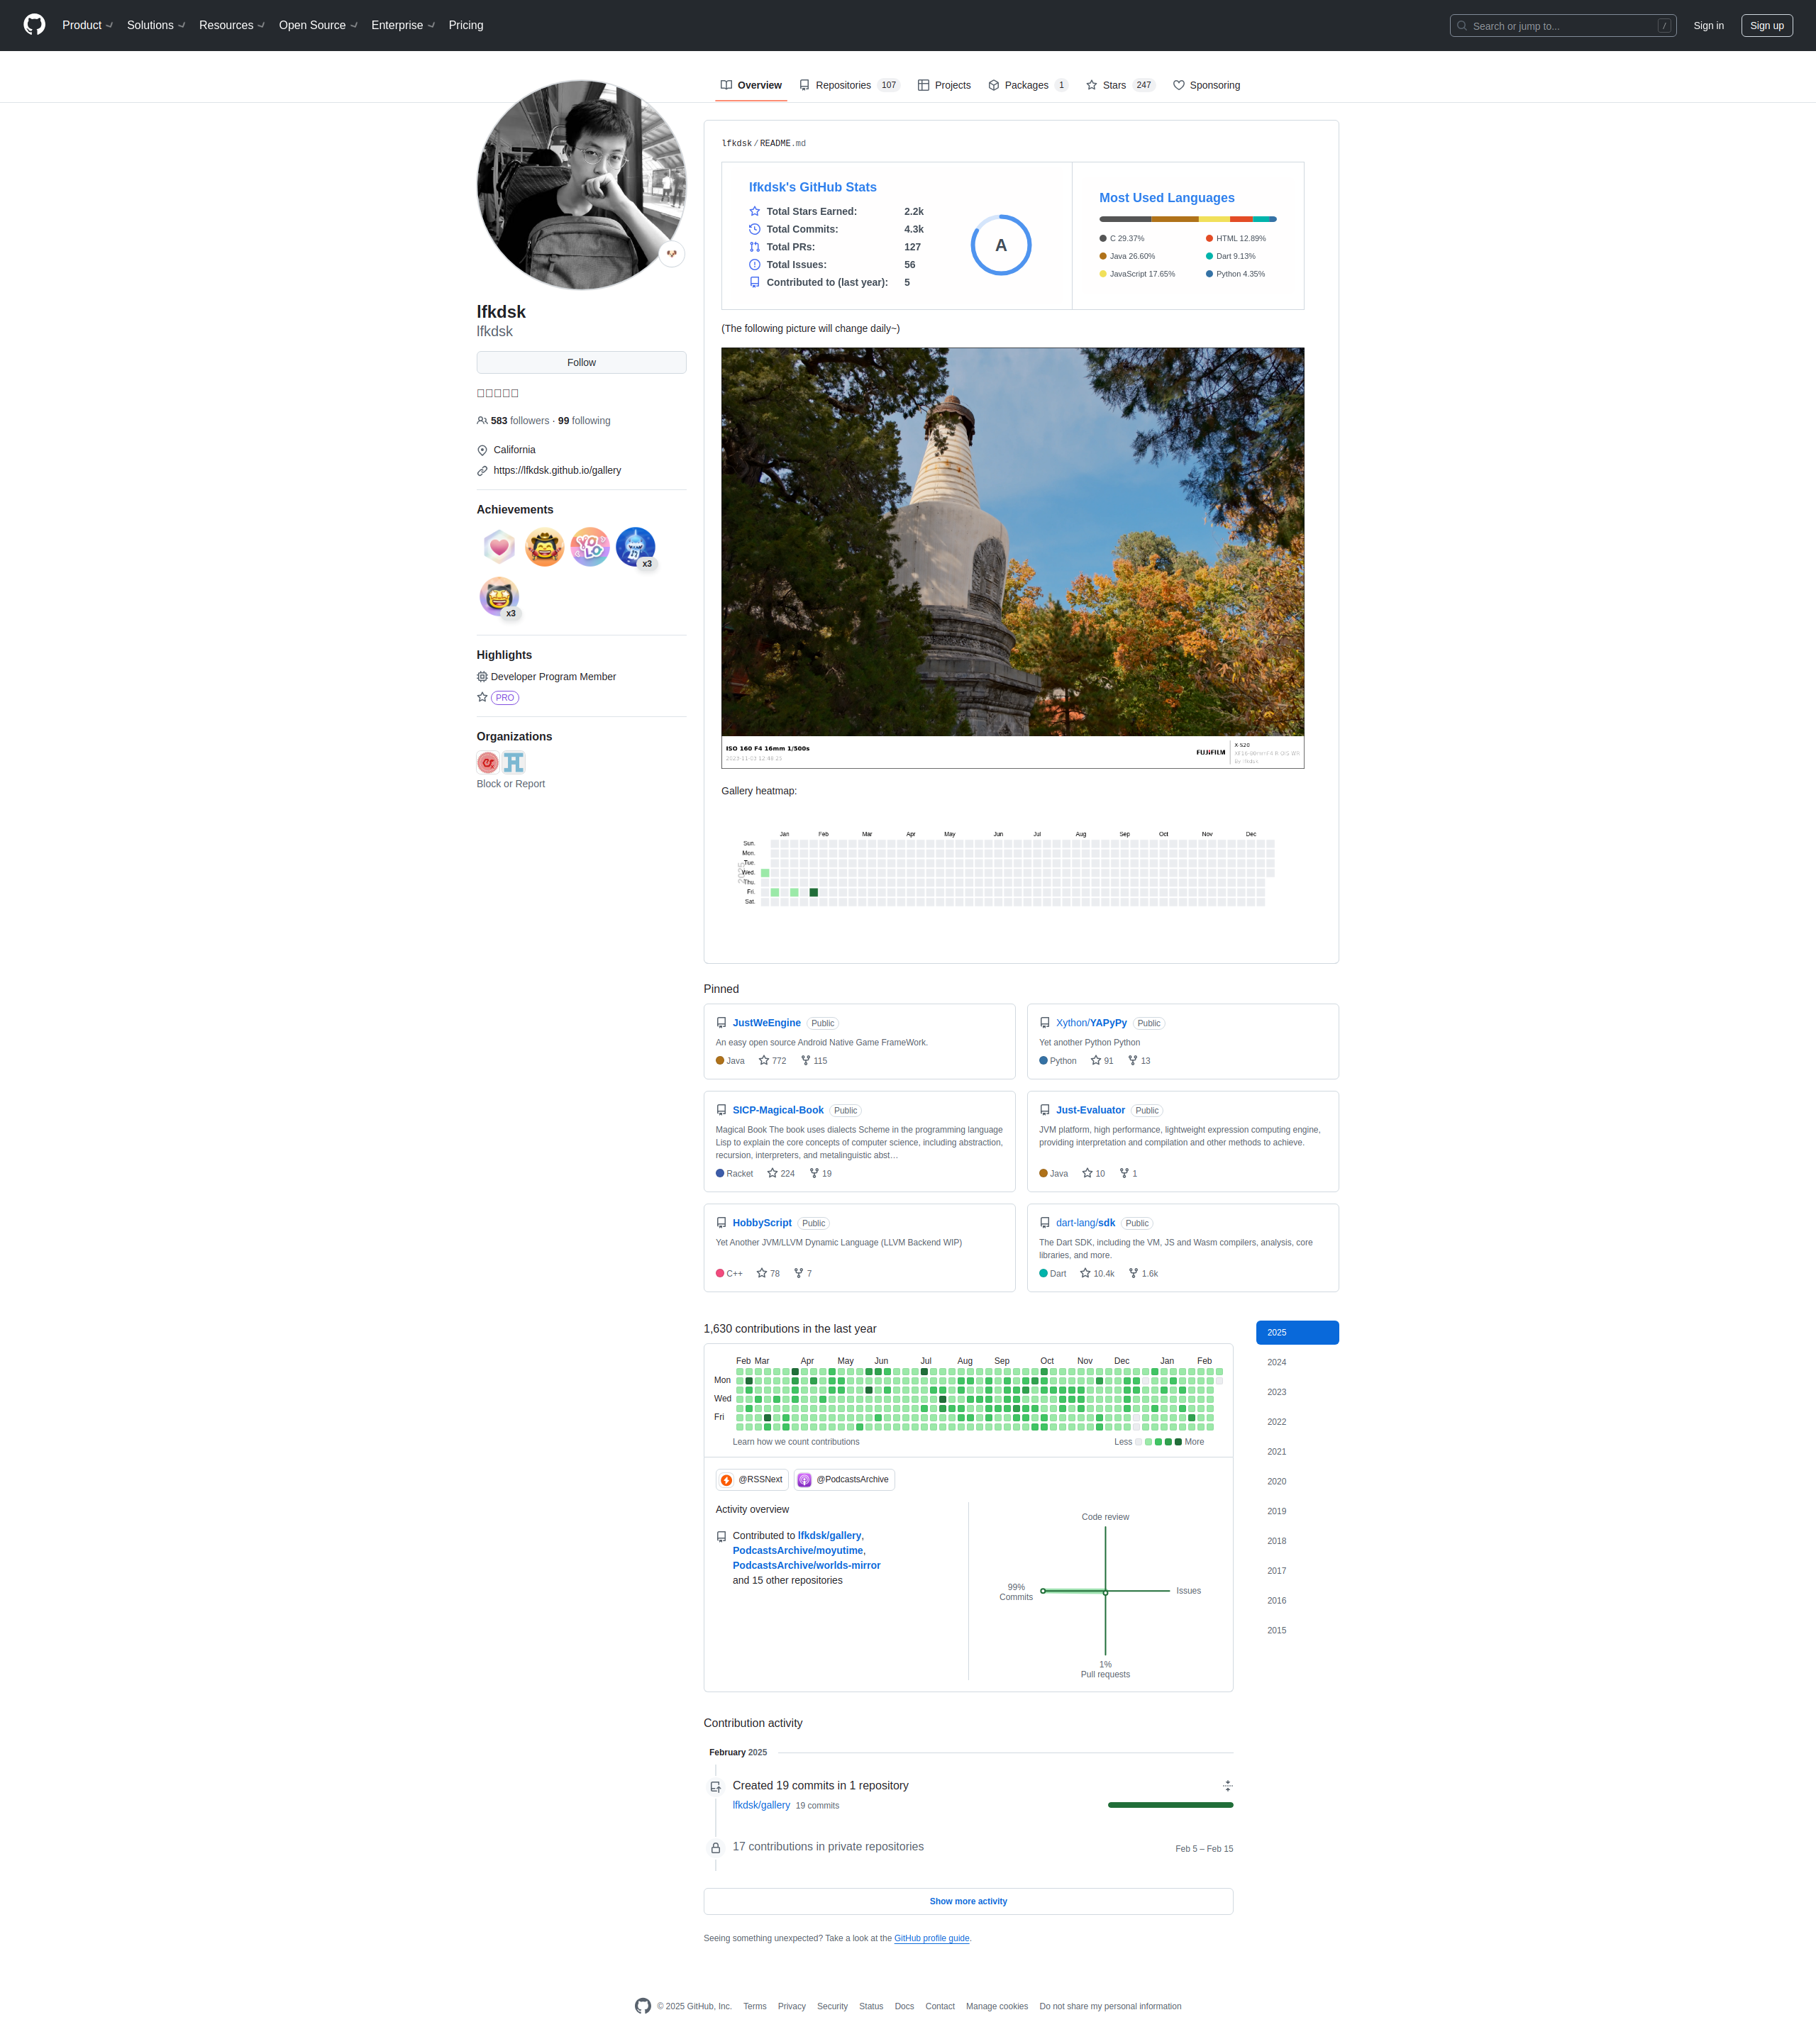 Product Solutions Resources Open Source Enterprise Pricing Search or jump to... / Sign in Sign up
Overview Repositories 107 Projects Packages 1 Stars 247 Sponsoring
lfkdsk
lfkdsk
Follow
583 followers · 99 following
California
https://lfkdsk.github.io/gallery
Achievements
YOLO
x3
x3
Highlights
Developer Program Member
PRO
Organizations
Block or Report
lfkdsk / README.md
lfkdsk's GitHub Stats
Total Stars Earned: 2.2k
Total Commits: 4.3k
Total PRs: 127
Total Issues: 56
Contributed to (last year): 5
A
Most Used Languages
C 29.37% HTML 12.89%
Java 26.60% Dart 9.13%
JavaScript 17.65% Python 4.35%
(The following picture will change daily~)
ISO 160 F4 16mm 1/500s
FUJIFILM
X-S20
Gallery heatmap:
Jan Feb Mar Apr May Jun Jul Aug Sep Oct Nov Dec
2025
Sun.
Mon.
Tue.
Wed.
Thu.
Fri.
Sat.
Pinned
JustWeEngine Public
An easy open source Android Native Game FrameWork.
Java 772 115
Xython/YAPyPy Public
Yet another Python Python
Python 91 13
SICP-Magical-Book Public
Magical Book The book uses dialects Scheme in the programming language
Lisp to explain the core concepts of computer science, including abstraction,
recursion, interpreters, and metalinguistic abst…
Racket 224 19
Just-Evaluator Public
JVM platform, high performance, lightweight expression computing engine,
providing interpretation and compilation and other methods to achieve.
Java 10 1
HobbyScript Public
Yet Another JVM/LLVM Dynamic Language (LLVM Backend WIP)
C++ 78 7
dart-lang/sdk Public
The Dart SDK, including the VM, JS and Wasm compilers, analysis, core
libraries, and more.
Dart 10.4k 1.6k
1,630 contributions in the last year
Feb Mar Apr May Jun Jul Aug Sep Oct Nov Dec Jan Feb
Mon
Wed
Fri
Learn how we count contributions
Less More
@RSSNext @PodcastsArchive
Activity overview
Contributed to lfkdsk/gallery,
PodcastsArchive/moyutime,
PodcastsArchive/worlds-mirror
and 15 other repositories
Code review
99%
Commits
Issues
1%
Pull requests
2025
2024
2023
2022
2021
2020
2019
2018
2017
2016
2015
Contribution activity
February 2025
Created 19 commits in 1 repository
lfkdsk/gallery 19 commits
17 contributions in private repositories Feb 5 – Feb 15
Show more activity
Seeing something unexpected? Take a look at the GitHub profile guide.
© 2025 GitHub, Inc. Terms Privacy Security Status Docs Contact Manage cookies Do not share my personal information